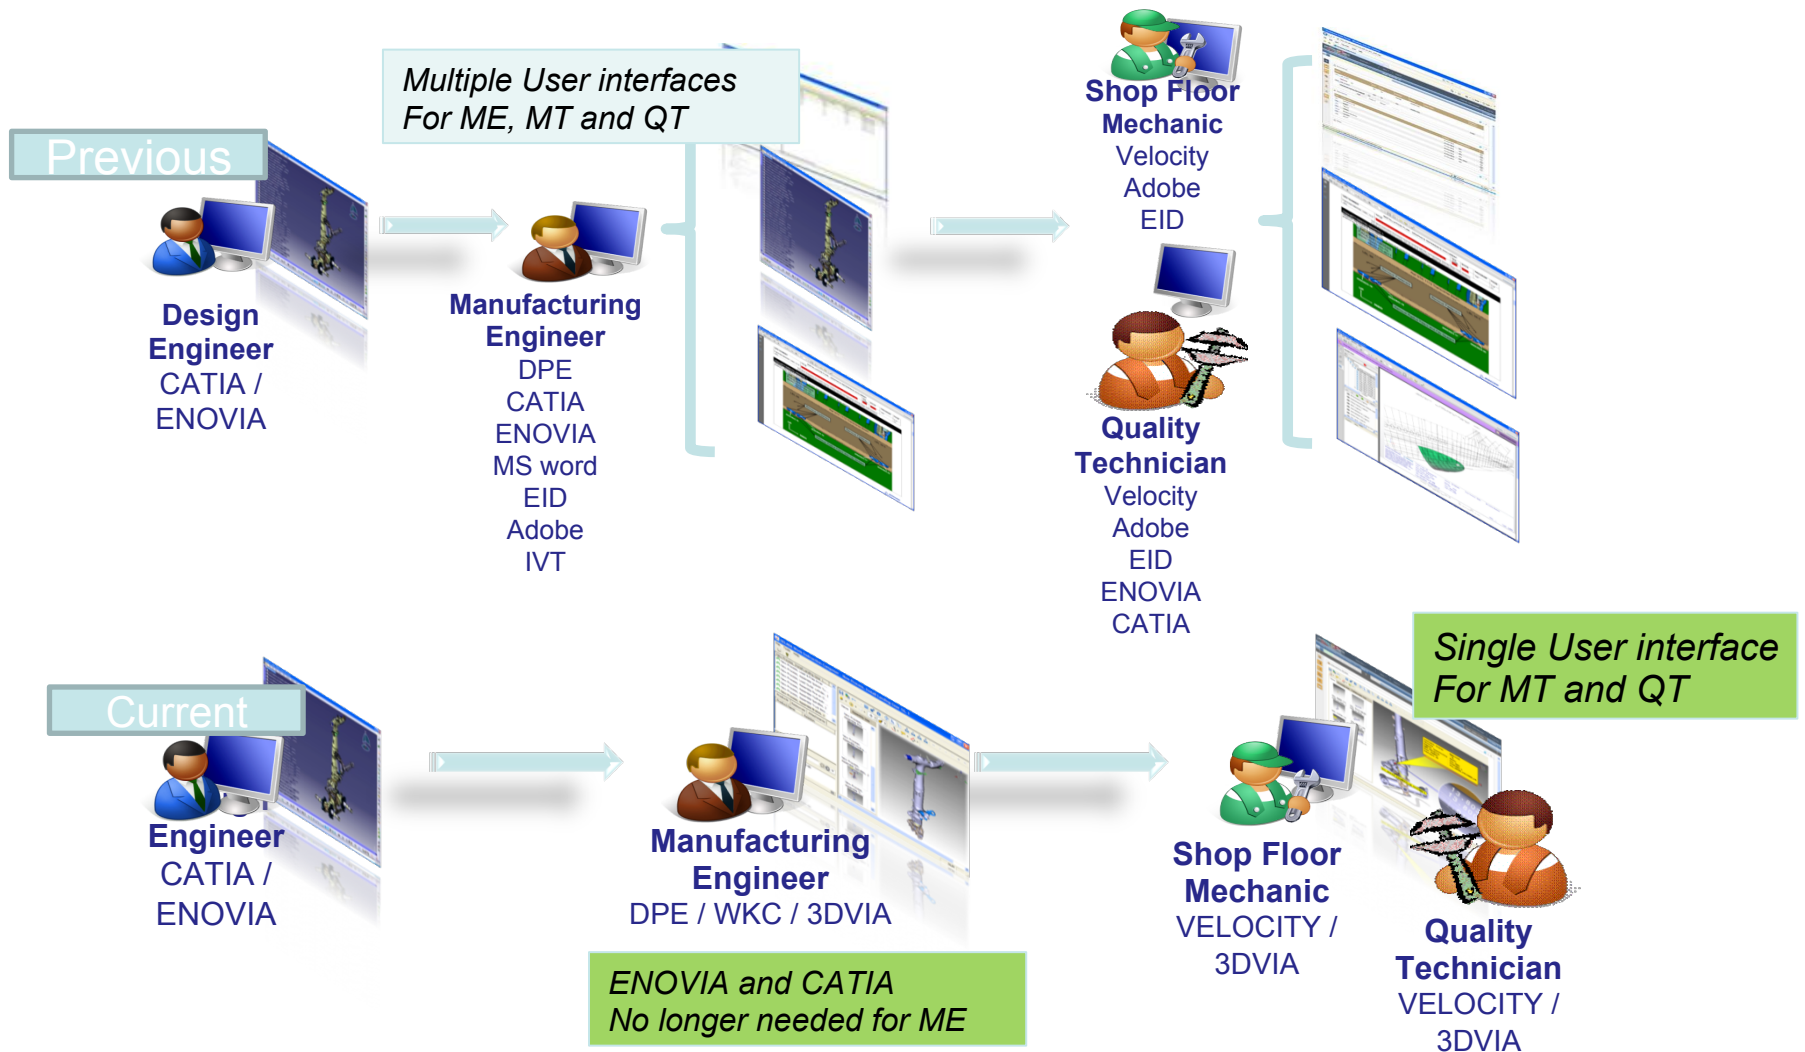 Multiple User interfaces
For ME, MT and QT
Previous
Design
Engineer
CATIA /
ENOVIA
Manufacturing
Engineer
DPE
CATIA
ENOVIA
MS word
EID
Adobe
IVT
Shop Floor
Mechanic
Velocity
Adobe
EID
Quality
Technician
Velocity
Adobe
EID
ENOVIA
CATIA
Current
Engineer
CATIA /
ENOVIA
Manufacturing
Engineer
DPE / WKC / 3DVIA
ENOVIA and CATIA
No longer needed for ME
Single User interface
For MT and QT
Shop Floor
Mechanic
VELOCITY /
3DVIA
Quality
Technician
VELOCITY /
3DVIA